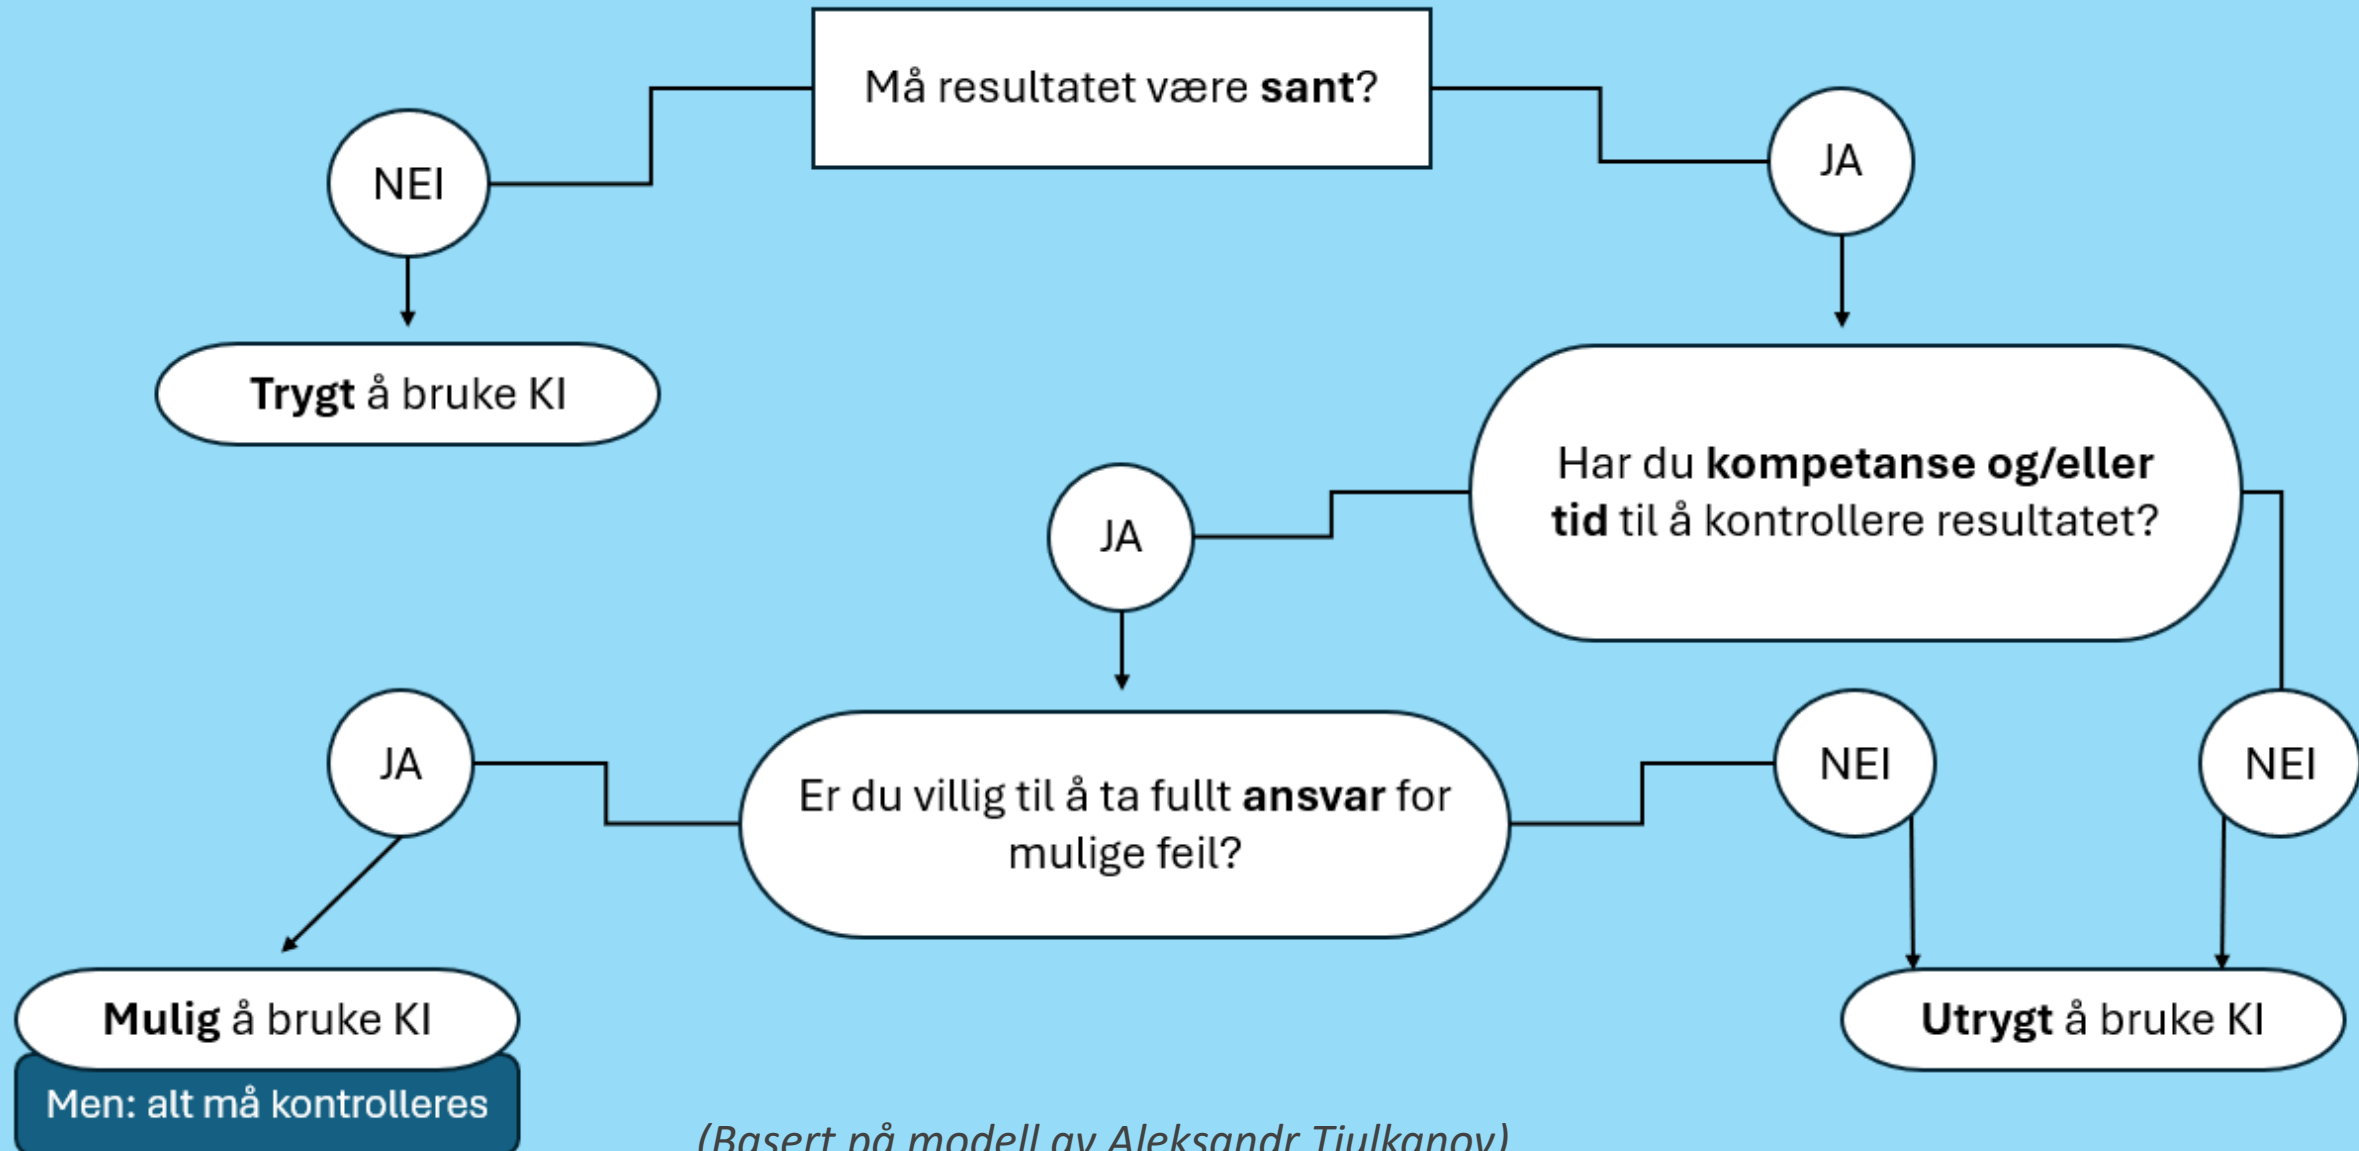 Må resultatet være sant?
NEI
JA
Trygt å bruke KI
Har du kompetanse og/eller
tid til å kontrollere resultatet?
JA
Er du villig til å ta fullt ansvar for
mulige feil?
JA
NEI
NEI
Mulig å bruke KI
Men: alt må kontrolleres
Utrygt å bruke KI
(Basert på modell av Aleksandr Tiulkanov)